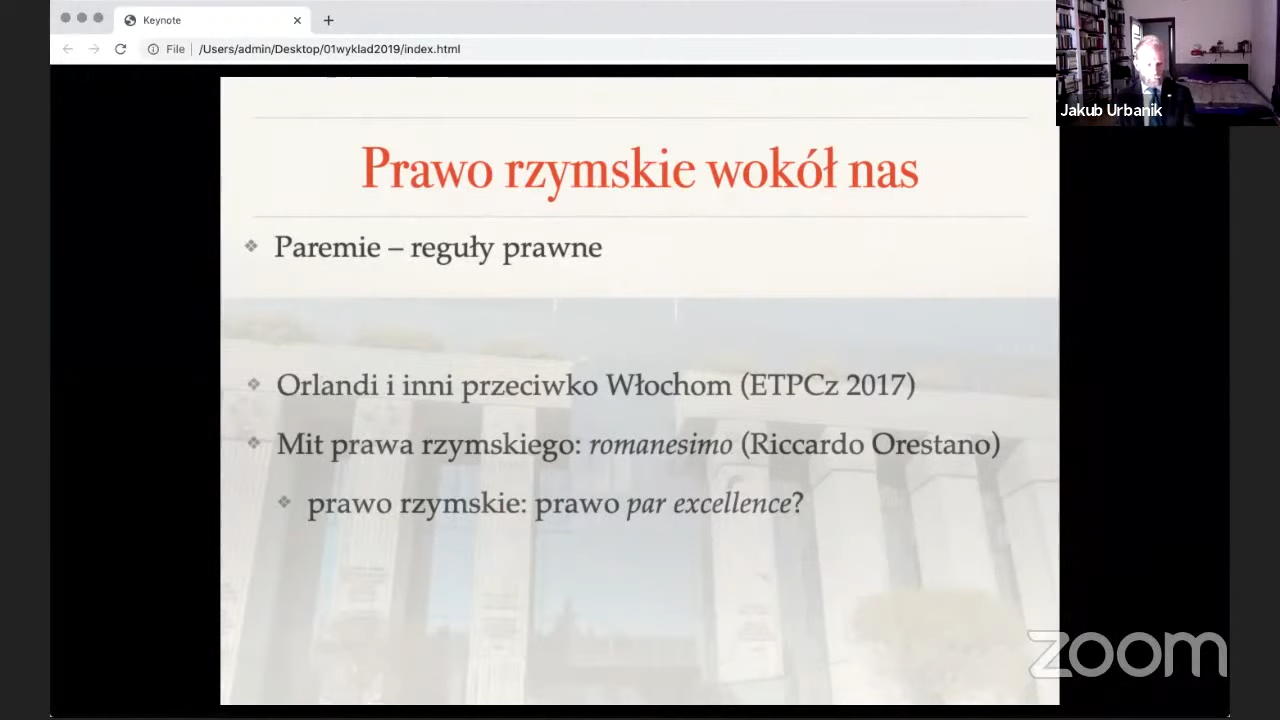 Keynote
File
/Users/admin/Desktop/01wyklad2019/index.html
Jakub Urbanik
Prawo rzymskie wokół nas
Paremie – reguły prawne
Orlandi i inni przeciwko Włochom (ETPCz 2017)
Mit prawa rzymskiego: romanesimo (Riccardo Orestano)
prawo rzymskie: prawo par excellence?
zoom